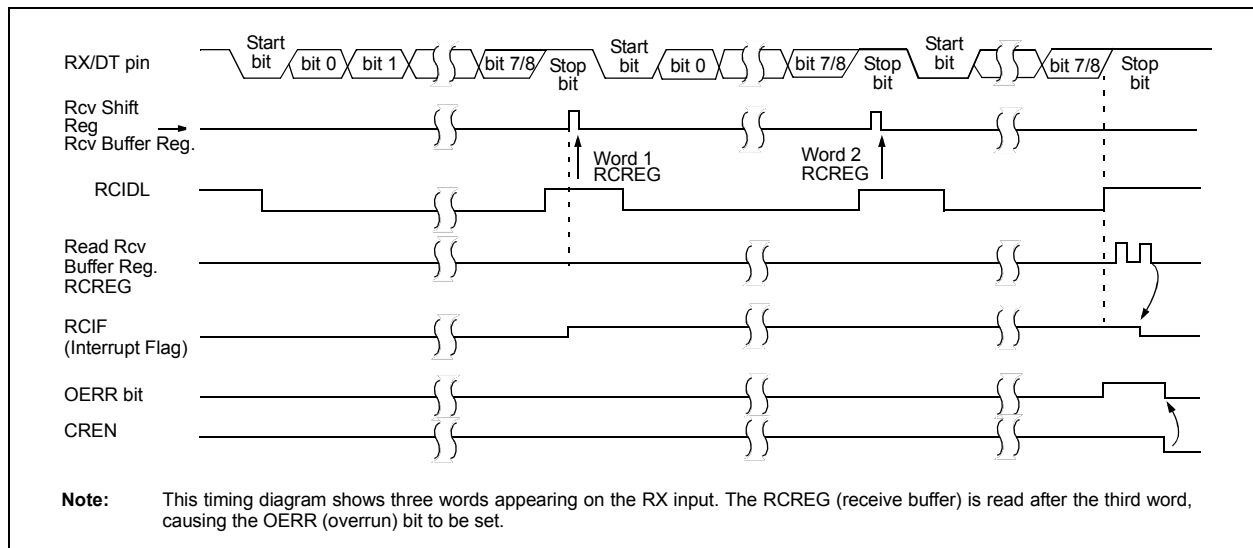 RX/DT pin
Start bit
bit 0
bit 1
bit 7/8
Stop bit
Start bit
bit 0
bit 7/8
Stop bit
Start bit
bit 7/8
Stop bit
Rcv Shift
Reg
Rcv Buffer Reg.
Word 1
RCREG
Word 2
RCREG
RCIDL
Read Rcv
Buffer Reg.
RCREG
RCIF
(Interrupt Flag)
OERR bit
CREN
Note: This timing diagram shows three words appearing on the RX input. The RCREG (receive buffer) is read after the third word,
causing the OERR (overrun) bit to be set.